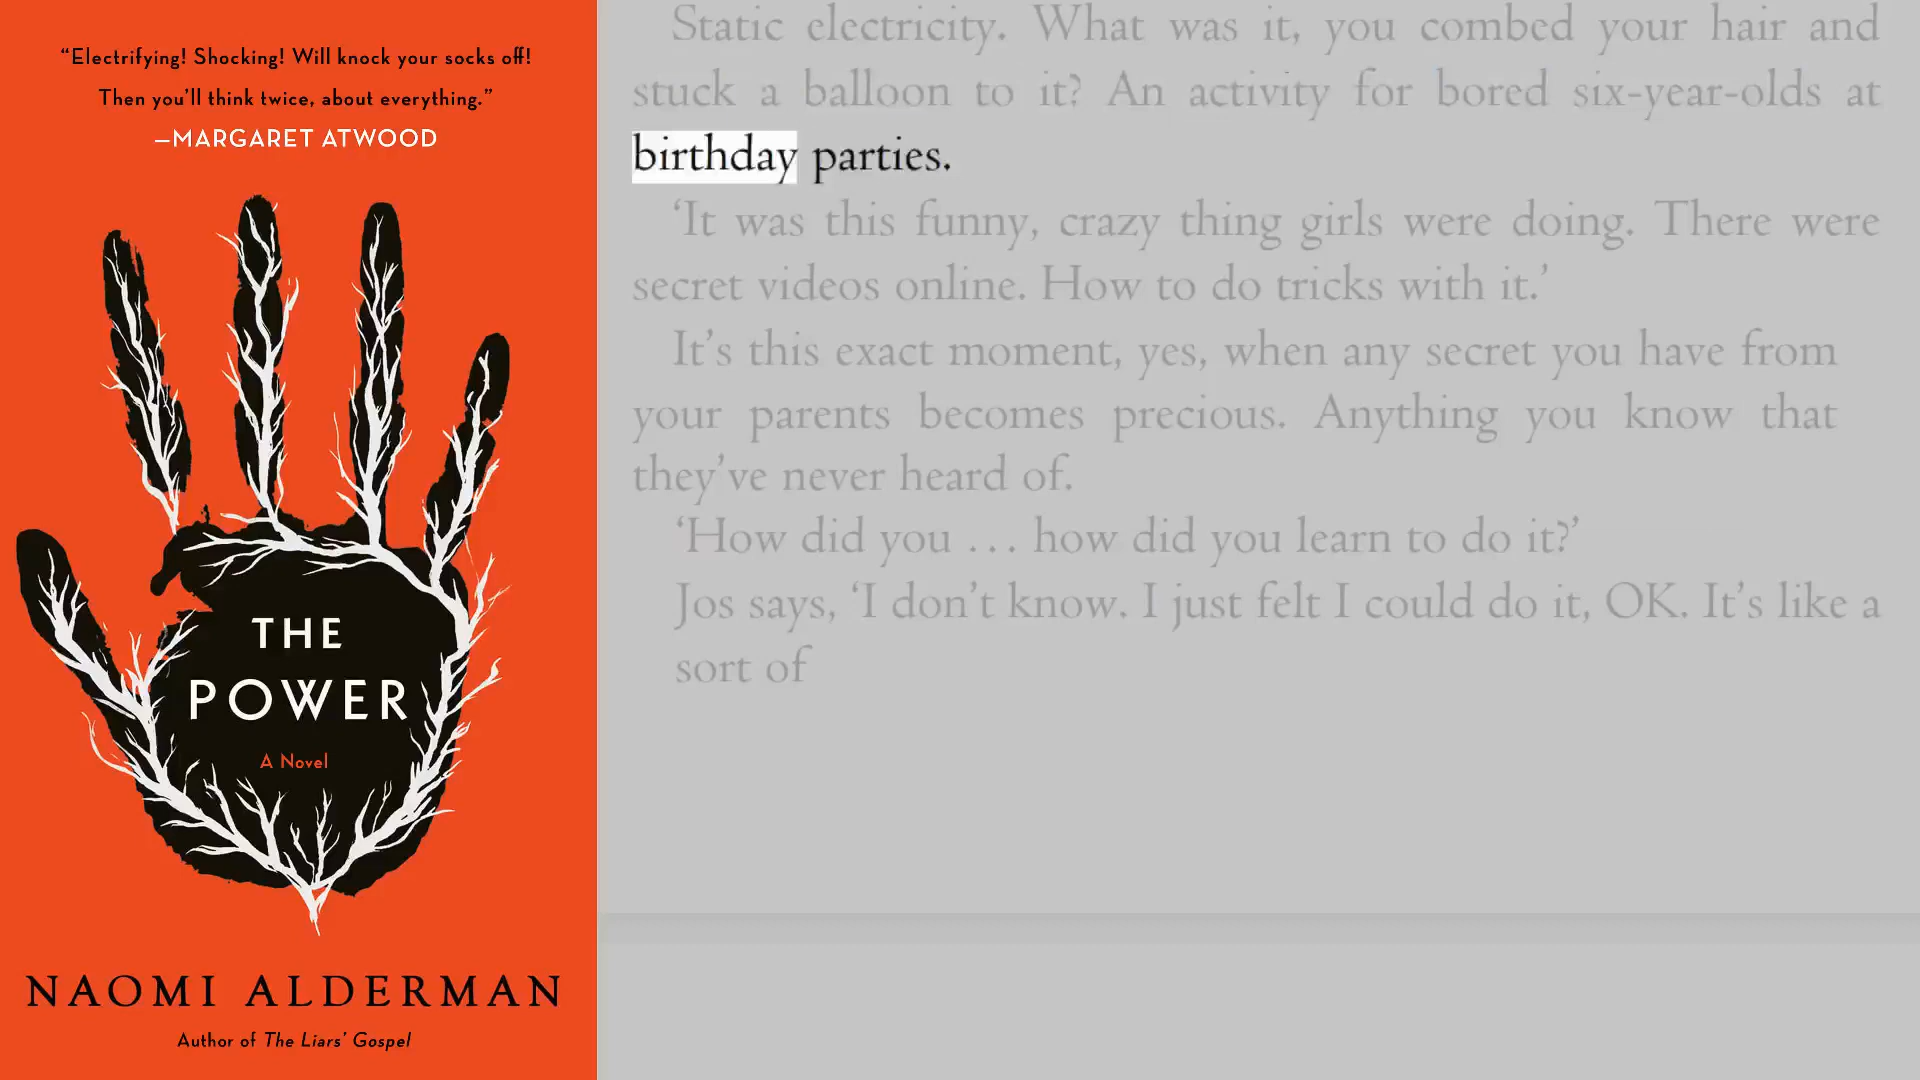 “Electrifying! Shocking! Will knock your socks off!
Then you’ll think twice, about everything.”
—MARGARET ATWOOD
THE
POWER
A Novel
NAOMI ALDERMAN
Author of The Liars’ Gospel
Static electricity. What was it, you combed your hair and
stuck a balloon to it? An activity for bored six-year-olds at
birthday parties.
‘It was this funny, crazy thing girls were doing. There were
secret videos online. How to do tricks with it.’
It’s this exact moment, yes, when any secret you have from
your parents becomes precious. Anything you know that
they’ve never heard of.
‘How did you … how did you learn to do it?’
Jos says, ‘I don’t know. I just felt I could do it, OK. It’s like a
sort of